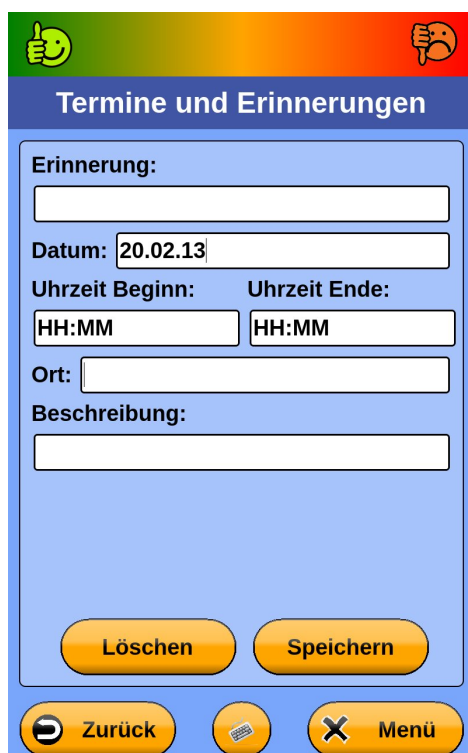 Termine und Erinnerungen
Erinnerung:
Datum: 20.02.13
Uhrzeit Beginn: Uhrzeit Ende:
HH:MM HH:MM
Ort:
Beschreibung:
Löschen Speichern
Zurück Menü